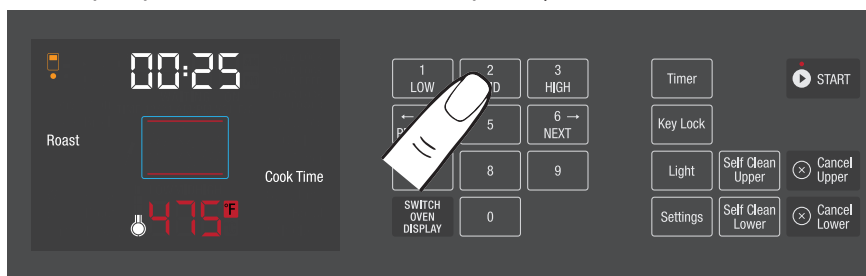 00:25
Roast
Cook Time
475°F
1
LOW
2
3
HIGH
←
5
6 →
NEXT
8
9
SWITCH
OVEN
DISPLAY
0
Timer
START
Key Lock
Light
Self Clean
Upper
Cancel
Upper
Settings
Self Clean
Lower
Cancel
Lower